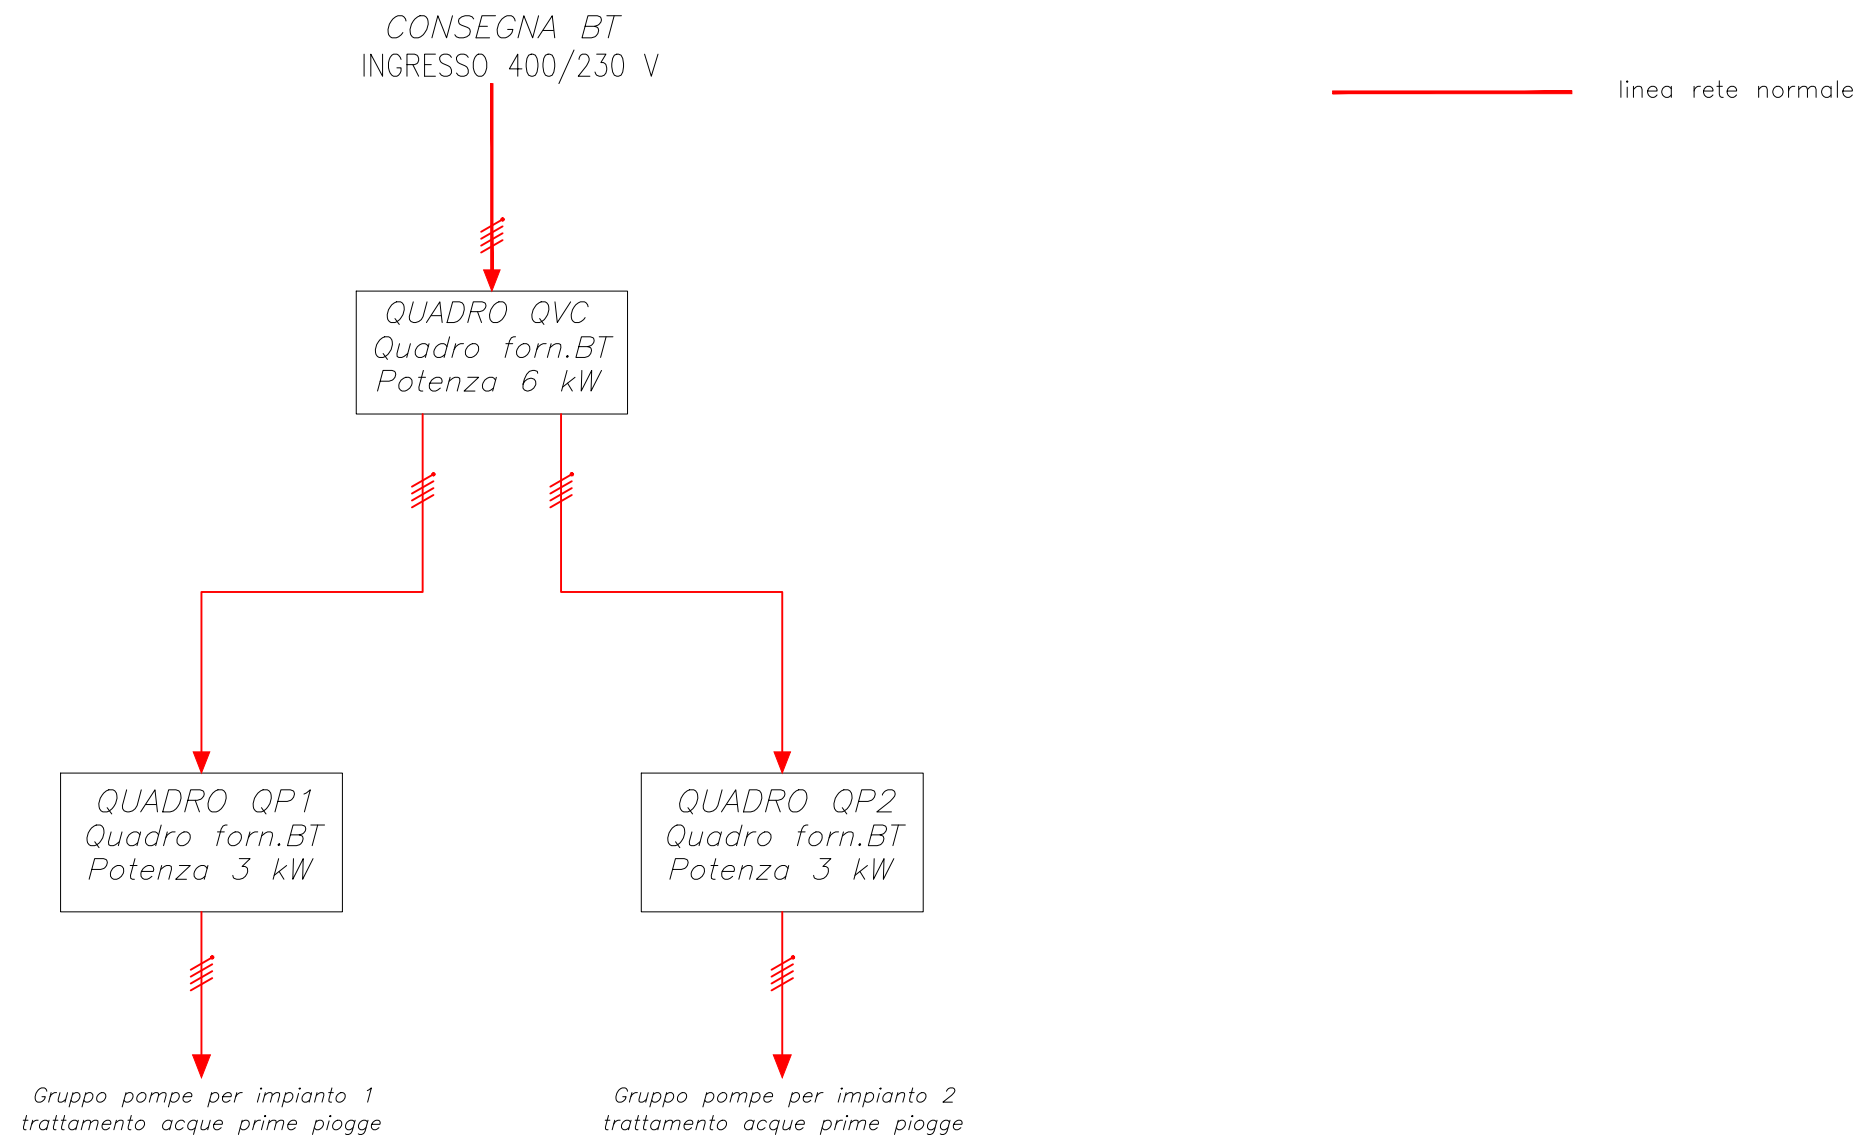 CONSEGNA BT
INGRESSO 400/230 V
linea rete normale
QUADRO QVC
Quadro forn.BT
Potenza 6 kW
QUADRO QP1
Quadro forn.BT
Potenza 3 kW
QUADRO QP2
Quadro forn.BT
Potenza 3 kW
Gruppo pompe per impianto 1
trattamento acque prime piogge
Gruppo pompe per impianto 2
trattamento acque prime piogge